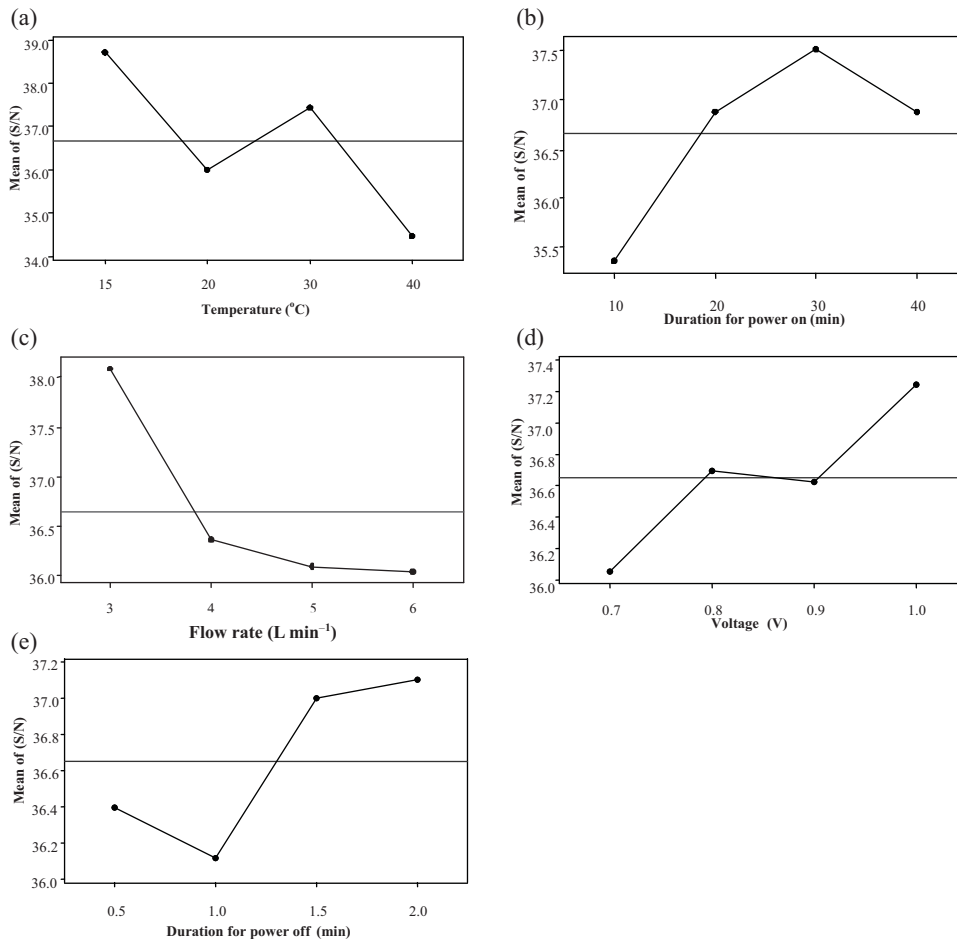 (a)
39.0
38.0
37.0
36.0
34.0
34.0
Mean of (S/N)
15 20 30 40
Temperature (°C)
(b)
37.5
37.0
36.5
36.0
35.5
Mean of (S/N)
10 20 30 40
Duration for power on (min)
(c)
38.0
37.5
37.0
36.5
36.0
Mean of (S/N)
3 4 5 6
Flow rate (L min⁻¹)
(d)
37.4
37.2
37.0
36.8
36.6
36.4
36.2
36.0
Mean of (S/N)
0.7 0.8 0.9 1.0
Voltage (V)
(e)
37.2
37.0
36.8
36.6
36.4
36.2
36.0
Mean of (S/N)
0.5 1.0 1.5 2.0
Duration for power off (min)